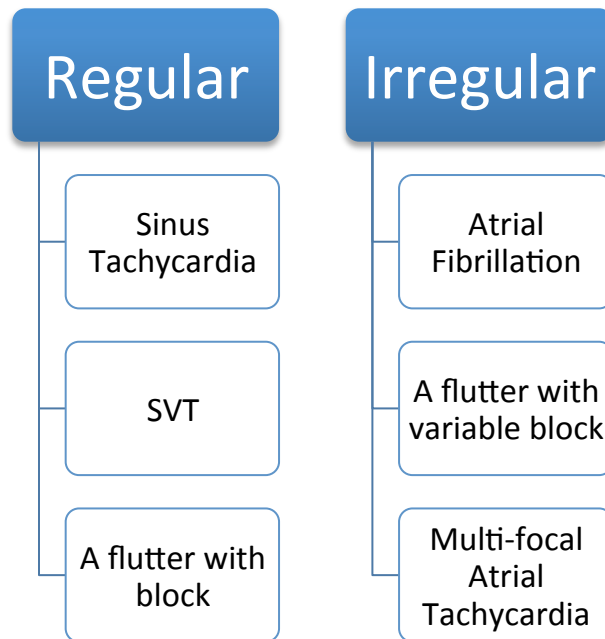 Regular
Sinus
Tachycardia
SVT
A flutter with
block
Irregular
Atrial
Fibrillation
A flutter with
variable block
Multi-focal
Atrial
Tachycardia